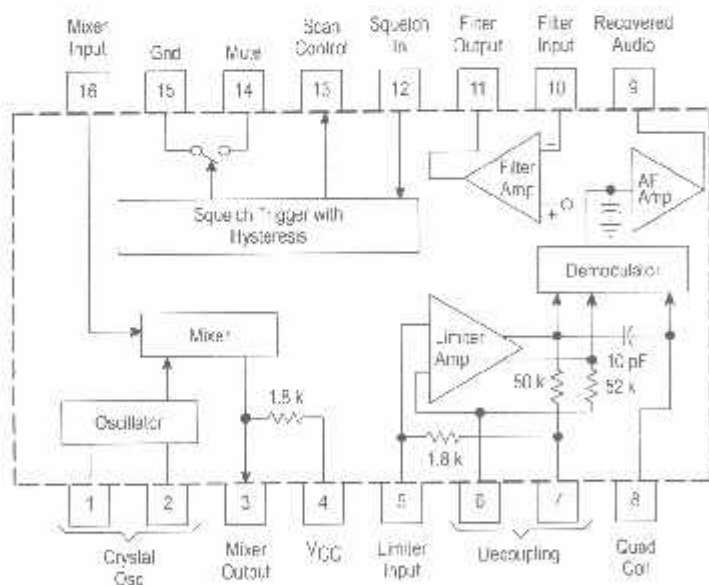 Mixer Input
Gnd
Mute
Scan Control
Squelch In
Filter Output
Filter Input
Recovered Audio
16
15
14
13
12
11
10
9
Filter Amp
AF Amp
Squelch Trigger with
Hysteresis
Demodulator
Mixer
Limiter Amp
10 pF
50 k
52 k
1.8 k
Oscillator
1.8 k
1
2
3
4
5
6
7
8
Crystal Osc
Mixer Output
VCC
Limiter Input
Decoupling
Quad Coil